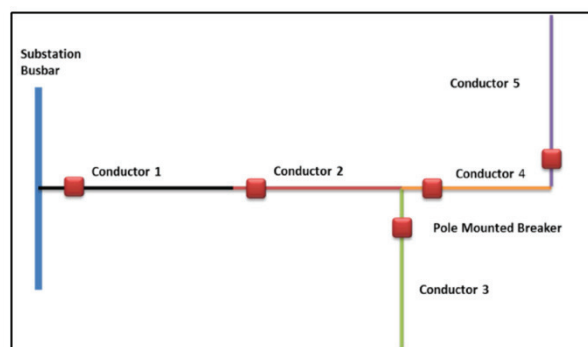 Substation
Busbar
Conductor 5
Conductor 1
Conductor 2
Conductor 4
Pole Mounted Breaker
Conductor 3